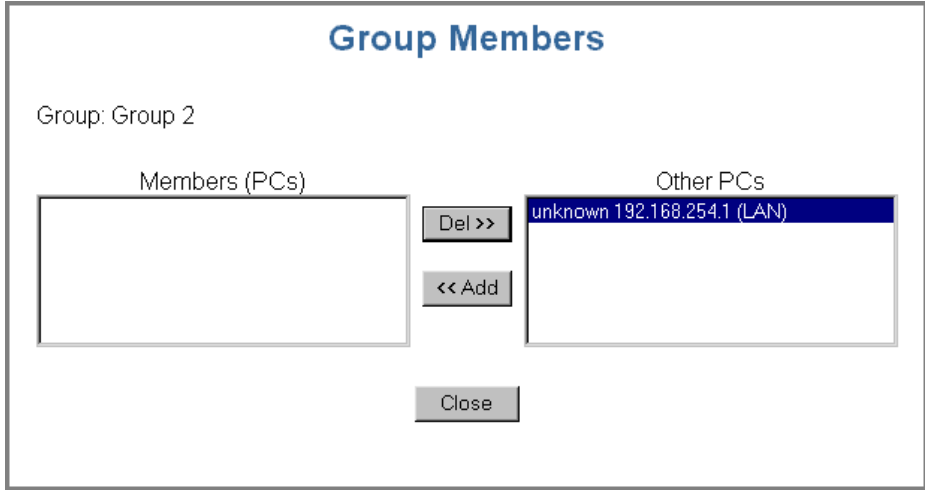 Group Members
Group: Group 2
Members (PCs)
Other PCs
unknown 192.168.254.1 (LAN)
Del >>
<< Add
Close